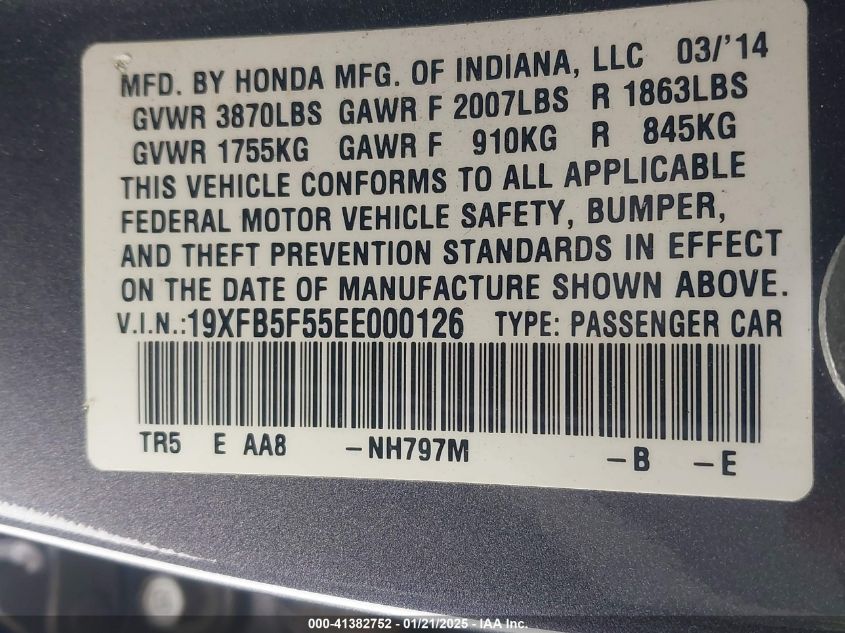 MFD. BY HONDA MFG. OF INDIANA, LLC 03/'14
GVWR 3870LBS GAWR F 2007LBS R 1863LBS
GVWR 1755KG GAWR F 910KG R 845KG
THIS VEHICLE CONFORMS TO ALL APPLICABLE
FEDERAL MOTOR VEHICLE SAFETY, BUMPER,
AND THEFT PREVENTION STANDARDS IN EFFECT
ON THE DATE OF MANUFACTURE SHOWN ABOVE.
V.I.N.:19XFB5F55EE000126 TYPE: PASSENGER CAR
TR5 E AA8 -NH797M -B -E
000-41382752 — 01/21/2025 — IAA Inc.